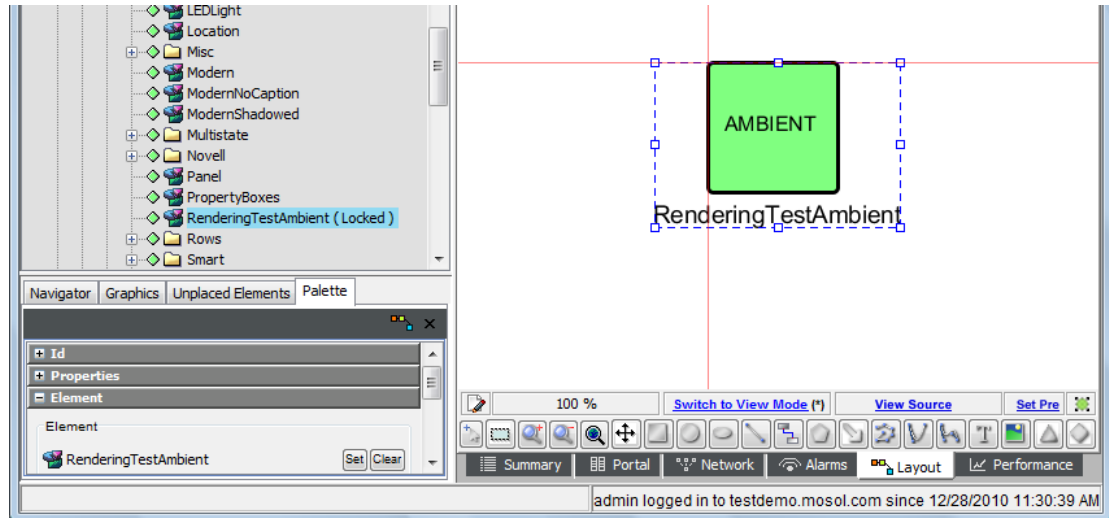 LEDLight
Location
Misc
Modern
ModernNoCaption
ModernShadowed
Multistate
Novell
Panel
PropertyBoxes
RenderingTestAmbient ( Locked )
Rows
Smart
AMBIENT
RenderingTestAmbient
Navigator Graphics Unplaced Elements Palette
Id
Properties
Element
Element
RenderingTestAmbient Set Clear
100 % Switch to View Mode (*) View Source Set Pre
T
Summary Portal Network Alarms Layout Performance
admin logged in to testdemo.mosol.com since 12/28/2010 11:30:39 AM